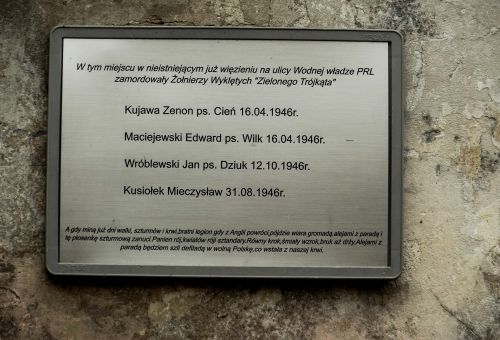 W tym miejscu w nieistniejącym już więzieniu na ulicy Wodnej władze PRL
zamordowały Żołnierzy Wyklętych "Zielonego Trójkąta"
Kujawa Zenon ps. Cień 16.04.1946r.
Maciejewski Edward ps. Wilk 16.04.1946r.
Wróblewski Jan ps. Dziuk 12.10.1946r.
Kusiołek Mieczysław 31.08.1946r.
A gdy miną już dni walki, szturmów i krwi,bratni legion gdy z Anglii powróci,pójdzie wiara gromadą,alejami z paradą i
tę piosenkę szturmową zanuci.Panien rój,kwiatów rój sztandary.Równy krok,śmiały wzrok,bruk aż drży.Alejami z
paradą będziem szli defiladą w wolną Polskę,co wstała z naszej krwi.